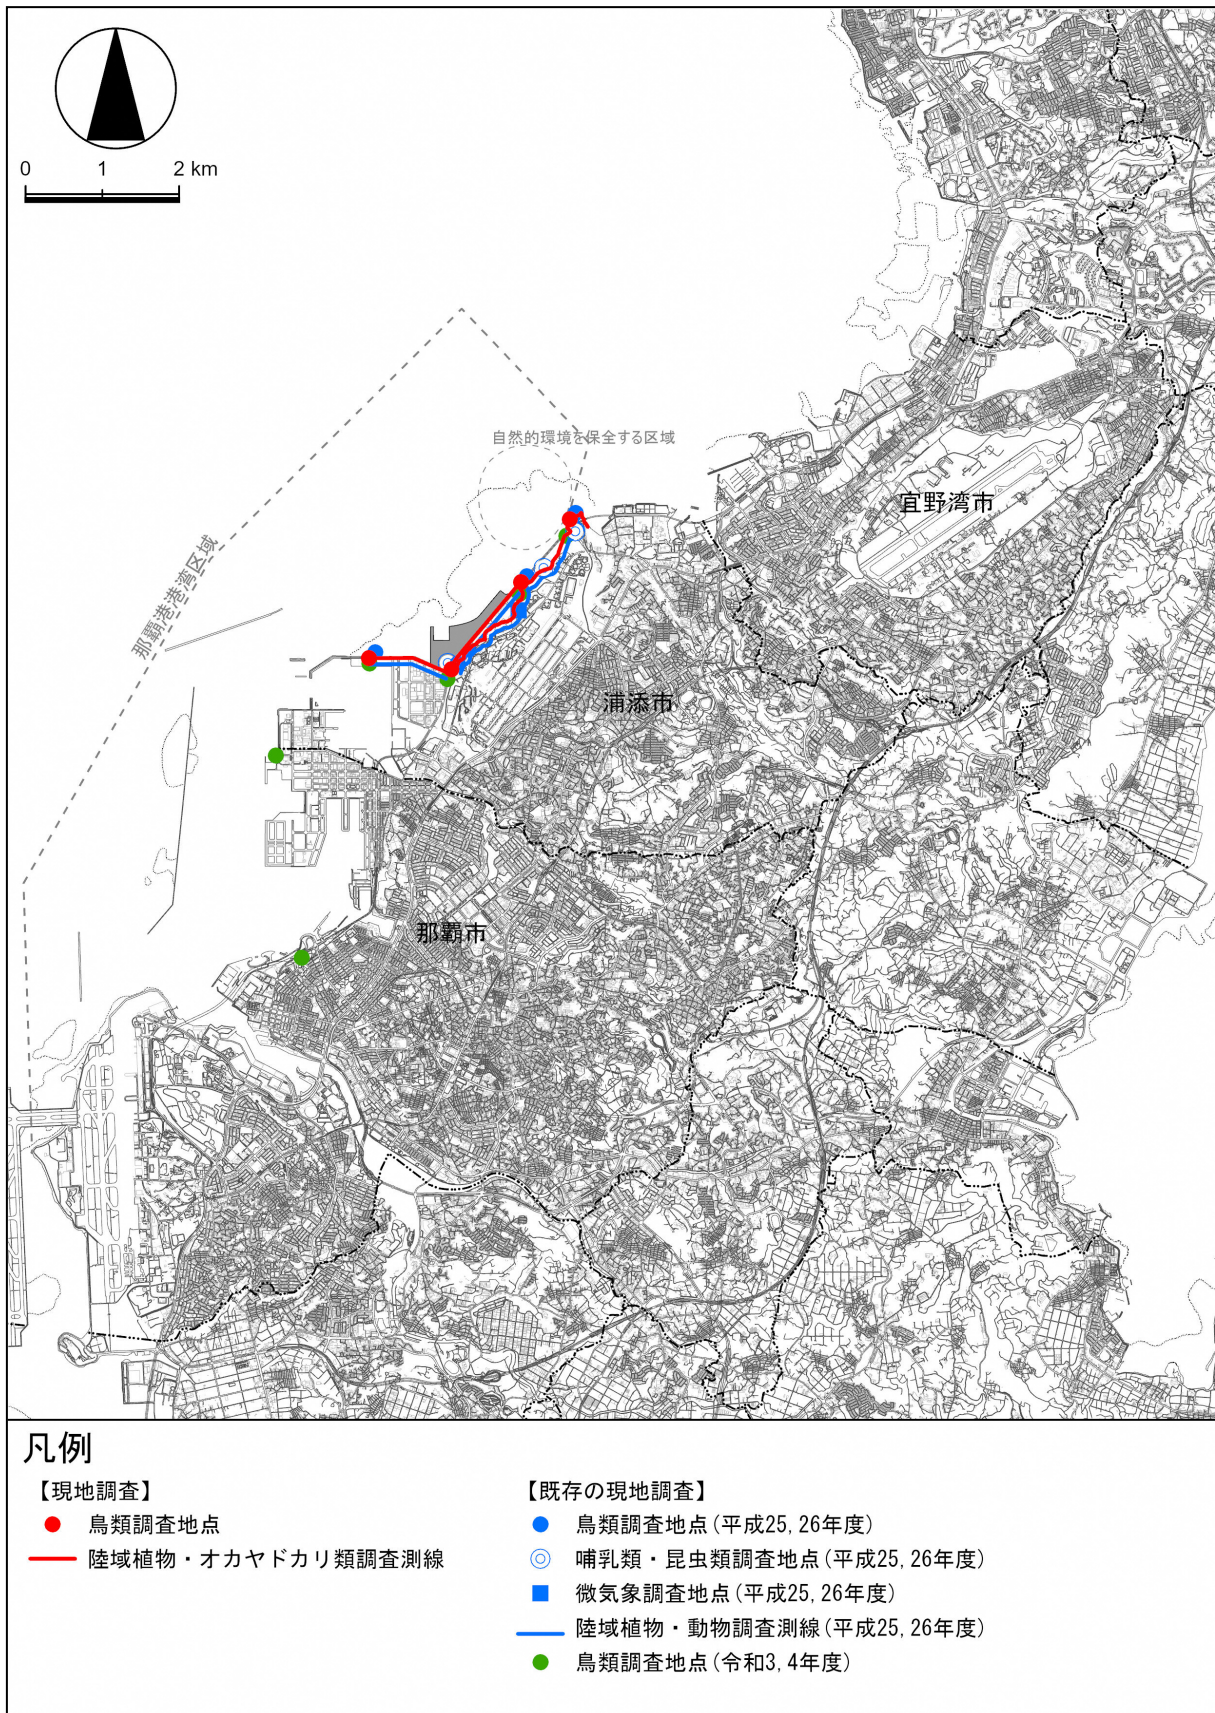 0 1 2 km
自然的環境を保全する区域
宜野湾市
那覇港港湾区域
浦添市
那覇市
凡例
【現地調査】
鳥類調査地点
陸域植物・オカヤドカリ類調査測線
【既存の現地調査】
鳥類調査地点(平成25,26年度)
哺乳類・昆虫類調査地点(平成25,26年度)
微気象調査地点(平成25,26年度)
陸域植物・動物調査測線(平成25,26年度)
鳥類調査地点(令和3,4年度)